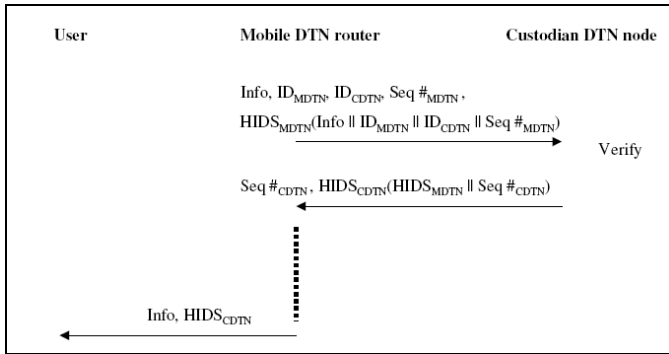 User Mobile DTN router Custodian DTN node
Info, ID_MDTN, ID_CDTN, Seq #_MDTN ,
HIDS_MDTN(Info || ID_MDTN || ID_CDTN || Seq #_MDTN)
Verify
Seq #_CDTN, HIDS_CDTN(HIDS_MDTN || Seq #_CDTN)
Info, HIDS_CDTN